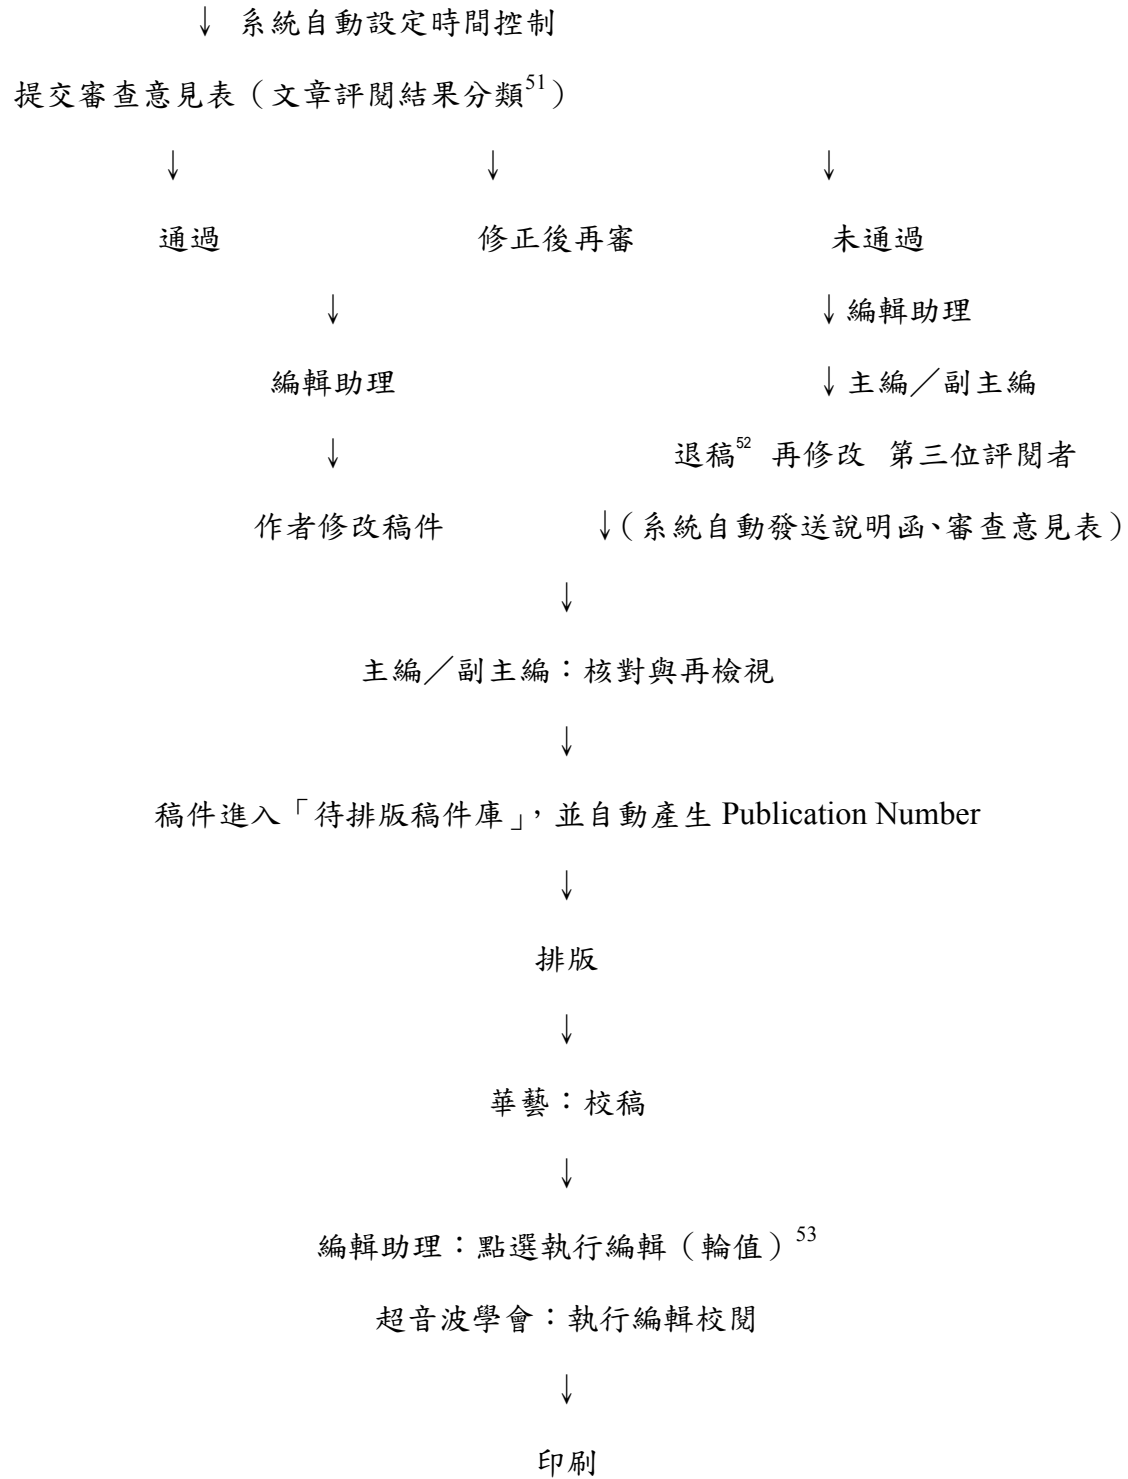 ↓ 系統自動設定時間控制
提交審查意見表（文章評閱結果分類51）
↓ ↓ ↓
通過 修正後再審 未通過
↓ ↓編輯助理
編輯助理 ↓主編／副主編
↓ 退稿52 再修改 第三位評閱者
作者修改稿件 ↓（系統自動發送說明函、審查意見表）
↓
主編／副主編：核對與再檢視
↓
稿件進入「待排版稿件庫」，並自動產生 Publication Number
↓
排版
↓
華藝：校稿
↓
編輯助理：點選執行編輯（輪值）53
超音波學會：執行編輯校閱
↓
印刷